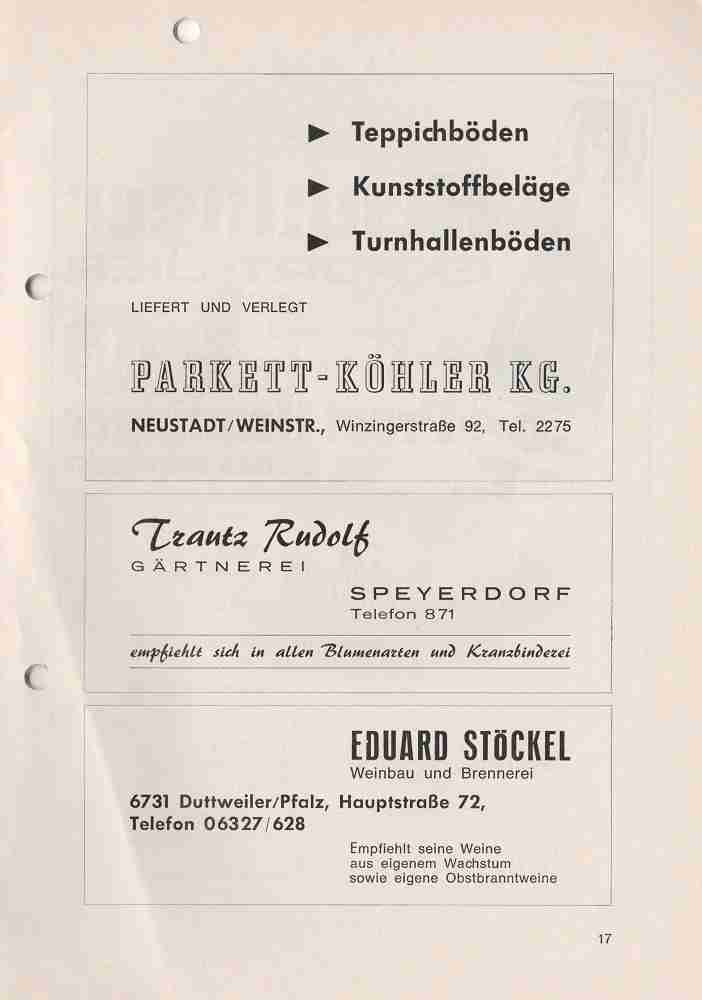 ► Teppichböden
► Kunststoffbeläge
► Turnhallenböden
LIEFERT UND VERLEGT
PARKETT-KÖHLER KG.
NEUSTADT/WEINSTR., Winzingerstraße 92, Tel. 2275
Trautz Rudolf
GÄRTNEREI
SPEYERDORF
Telefon 871
empfiehlt sich in allen Blumenarten und Kranzbinderei
EDUARD STÖCKEL
Weinbau und Brennerei
6731 Duttweiler/Pfalz, Hauptstraße 72,
Telefon 06327/628
Empfiehlt seine Weine
aus eigenem Wachstum
sowie eigene Obstbranntweine
17